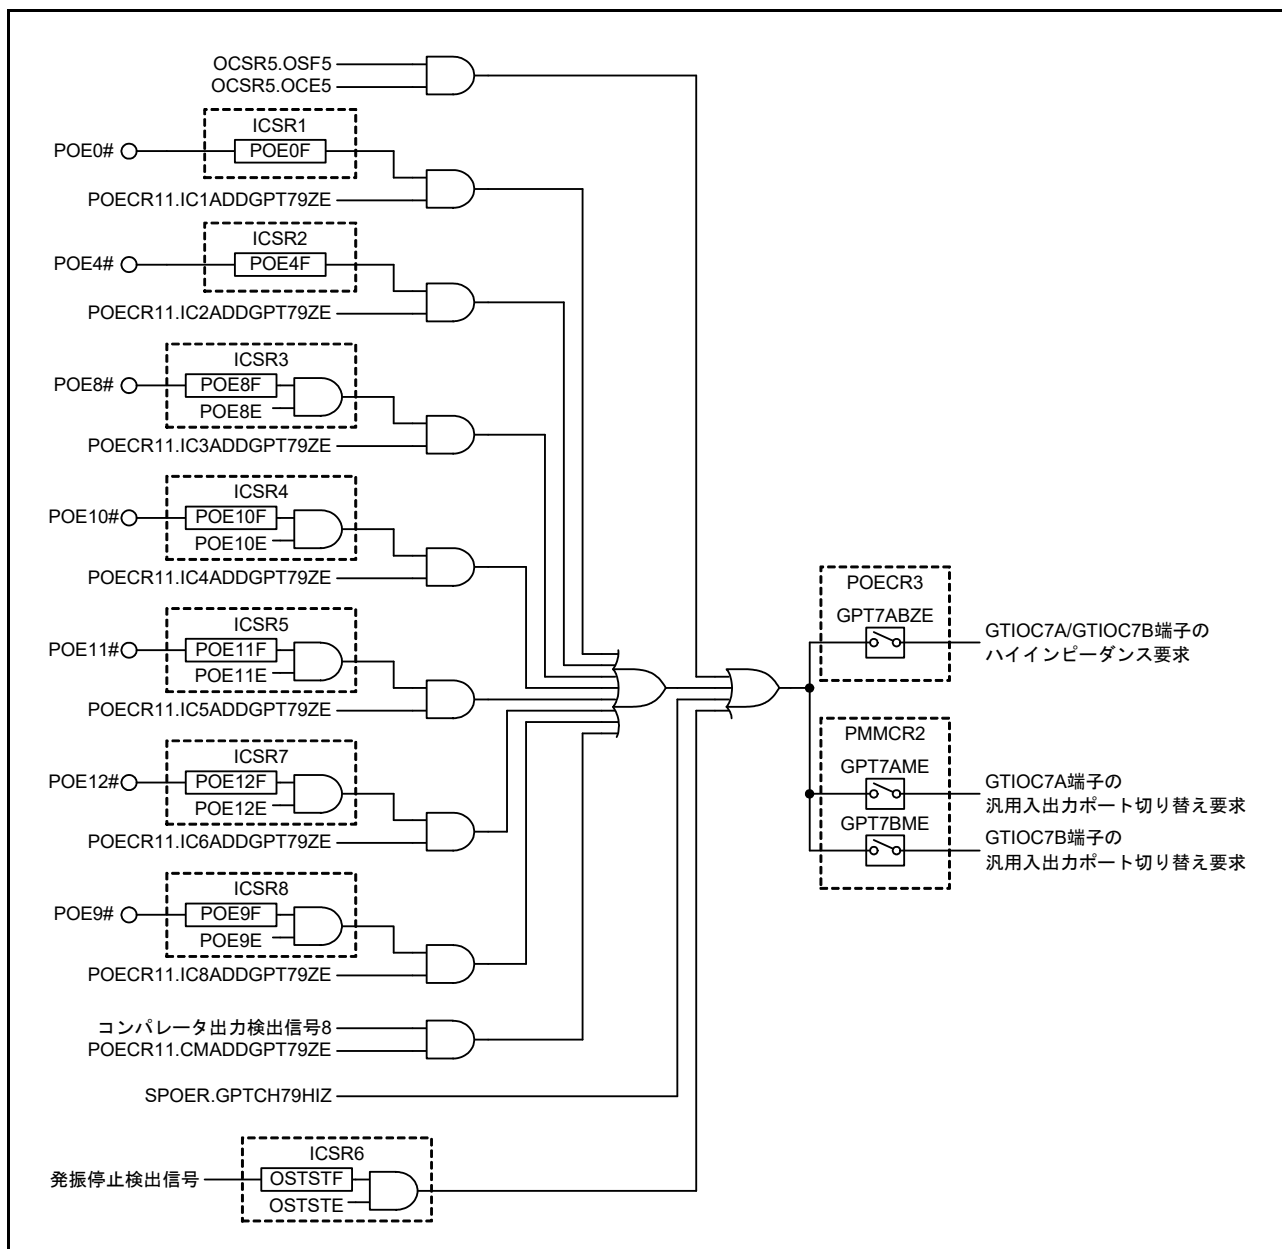 OCSR5.OSF5
OCSR5.OCE5
ICSR1
POE0#
POE0F
POECR11.IC1ADDGPT79ZE
ICSR2
POE4#
POE4F
POECR11.IC2ADDGPT79ZE
ICSR3
POE8#
POE8F
POE8E
POECR11.IC3ADDGPT79ZE
ICSR4
POE10#
POE10F
POE10E
POECR11.IC4ADDGPT79ZE
ICSR5
POE11#
POE11F
POE11E
POECR11.IC5ADDGPT79ZE
ICSR7
POE12#
POE12F
POE12E
POECR11.IC6ADDGPT79ZE
ICSR8
POE9#
POE9F
POE9E
POECR11.IC8ADDGPT79ZE
コンパレータ出力検出信号8
POECR11.CMADDGPT79ZE
SPOER.GPTCH79HIZ
ICSR6
発振停止検出信号
OSTSTF
OSTSTE
POECR3
GPT7ABZE
GTIOC7A/GTIOC7B端子の
ハイインピーダンス要求
PMMCR2
GPT7AME
GTIOC7A端子の
汎用入出力ポート切り替え要求
GPT7BME
GTIOC7B端子の
汎用入出力ポート切り替え要求